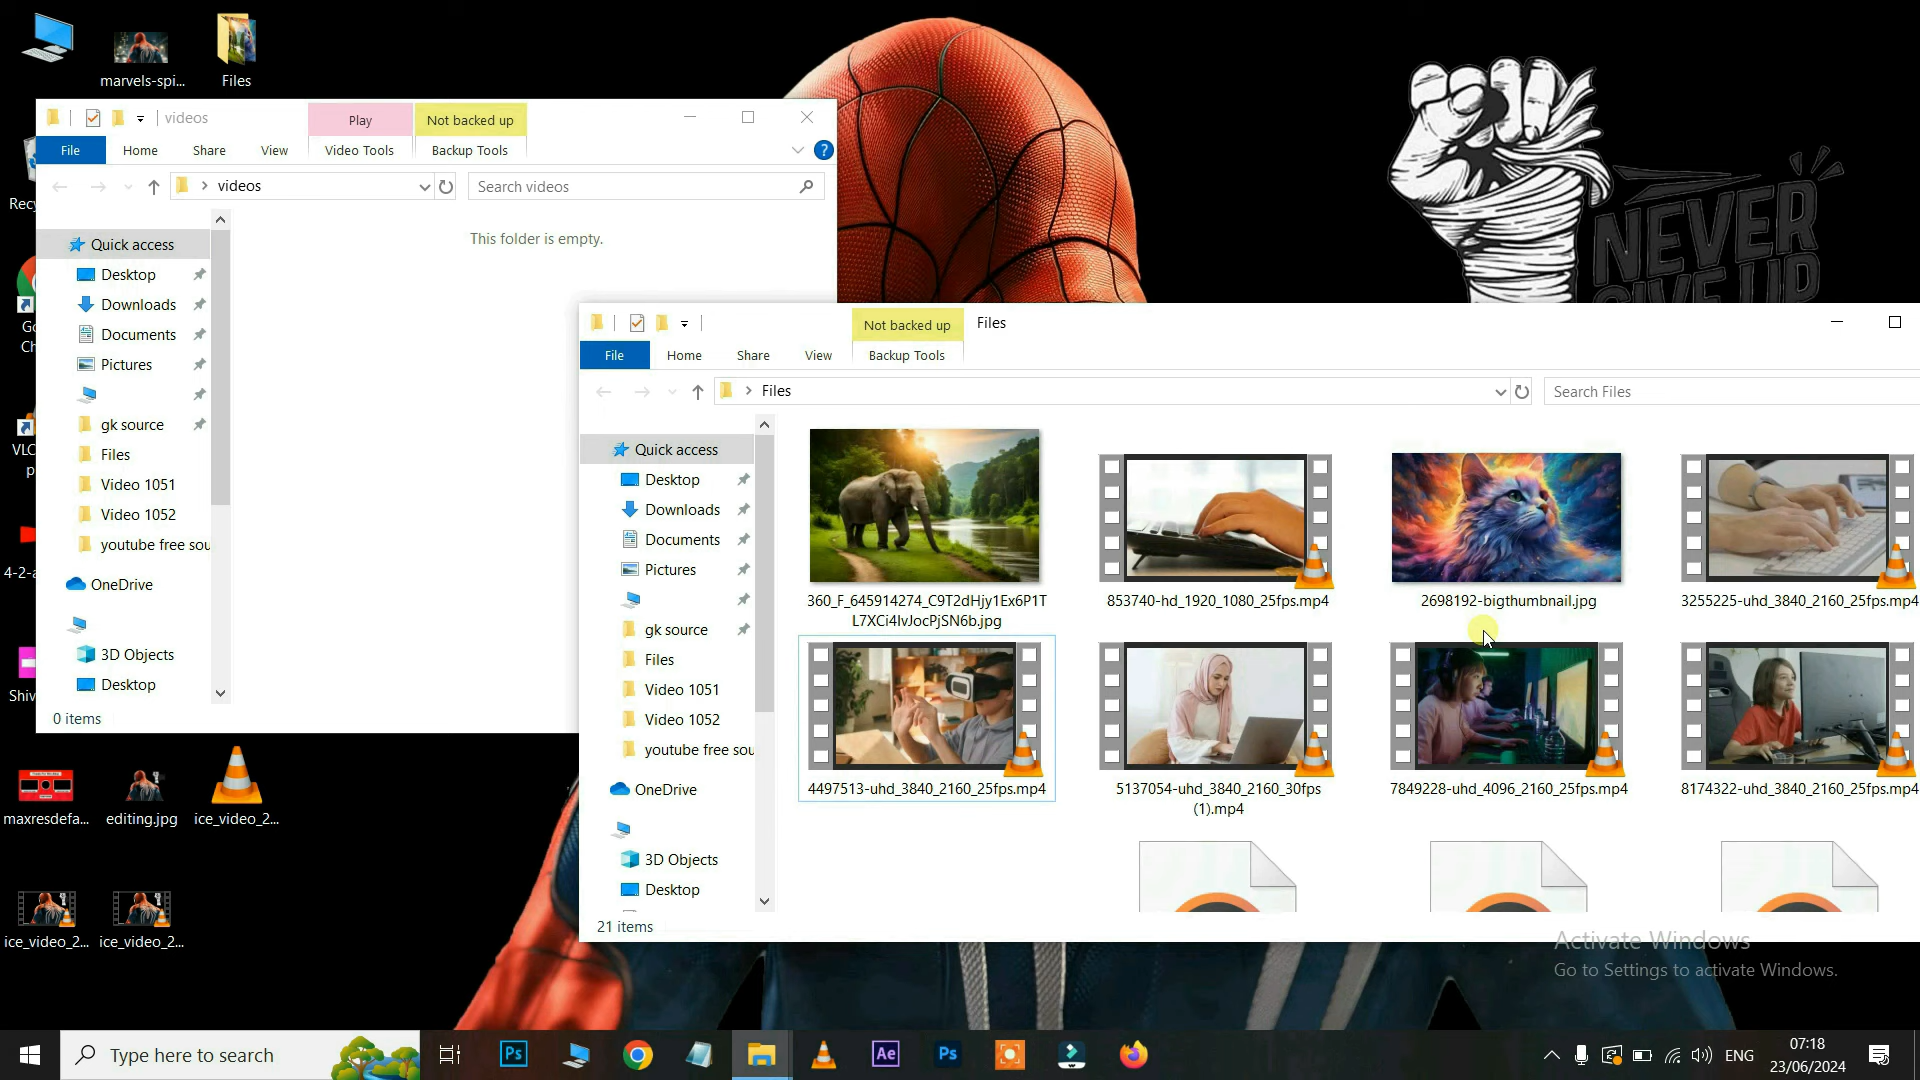 marvels-spi...
Files
videos
Play
Not backed up
File
Home
Share
View
Video Tools
Backup Tools
videos
Search videos
This folder is empty.
Quick access
Desktop
Downloads
Documents
Pictures
gk source
Files
Video 1051
Video 1052
youtube free sou
OneDrive
3D Objects
Desktop
0 items
NEVER
GIVE UP
Recy
Go
Ch
VLC
p
4-2-a
Shiv
maxresdefa...
editing.jpg
ice_video_2...
ice_video_2...
ice_video_2...
Not backed up
Files
File
Home
Share
View
Backup Tools
Files
Search Files
Quick access
Desktop
Downloads
Documents
Pictures
gk source
Files
Video 1051
Video 1052
youtube free sou
OneDrive
3D Objects
Desktop
21 items
360_F_645914274_C9T2dHjy1Ex6P1T
L7XCi4IvJocPjSN6b.jpg
853740-hd_1920_1080_25fps.mp4
2698192-bigthumbnail.jpg
3255225-uhd_3840_2160_25fps.mp4
4497513-uhd_3840_2160_25fps.mp4
5137054-uhd_3840_2160_30fps
(1).mp4
7849228-uhd_4096_2160_25fps.mp4
8174322-uhd_3840_2160_25fps.mp4
Activate Windows
Go to Settings to activate Windows.
Type here to search
Ps
Ae
Ps
ENG
07:18
23/06/2024